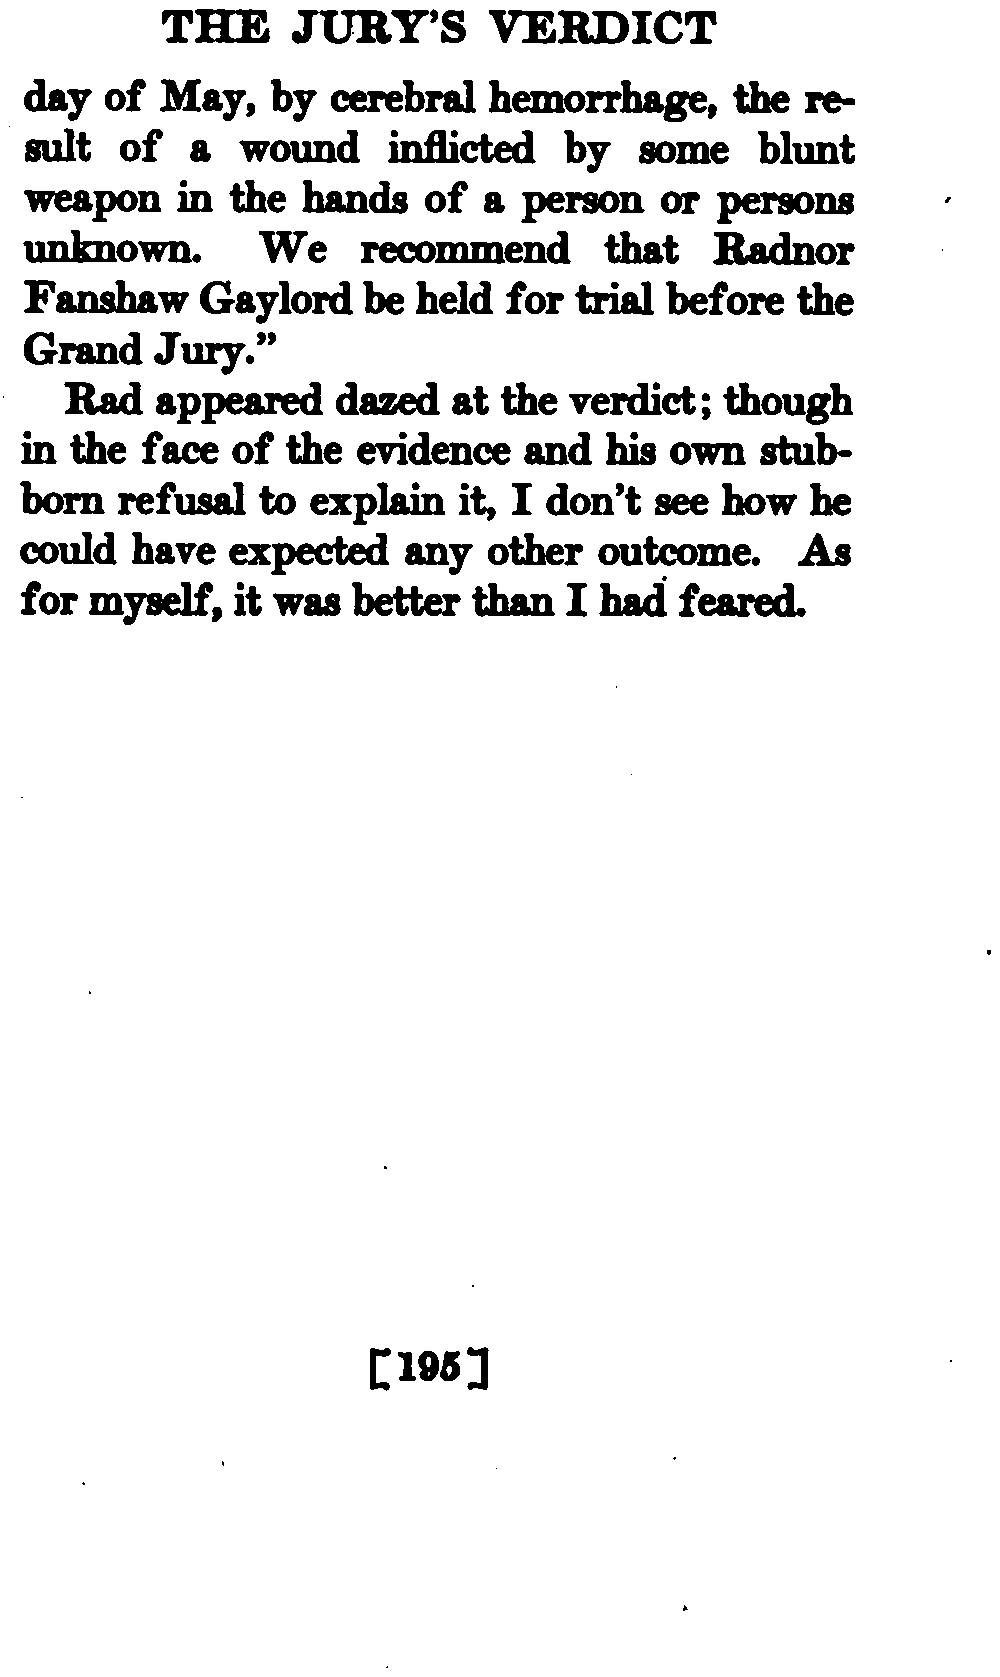 THE JURY'S VERDICT
day of May, by cerebral hemorrhage, the re-
sult of a wound inflicted by some blunt
weapon in the hands of a person or persons
unknown. We recommend that Radnor
Fanshaw Gaylord be held for trial before the
Grand Jury."
Rad appeared dazed at the verdict; though
in the face of the evidence and his own stub-
born refusal to explain it, I don't see how he
could have expected any other outcome. As
for myself, it was better than I had feared.
[195]